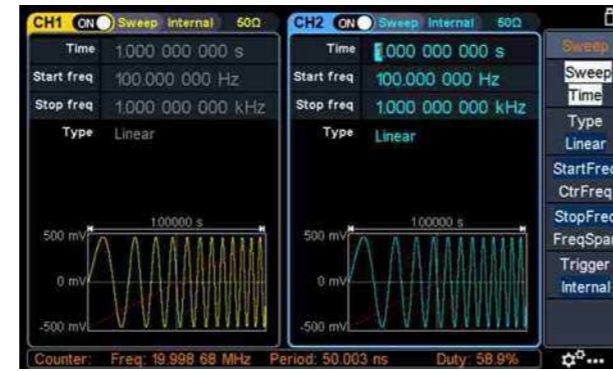 CH1 ON Sweep Internal 50Ω
Time 1.000 000 000 s
Start freq 100.000 000 Hz
Stop freq 1.000 000 000 kHz
Type Linear
1.00000 s
500 mV
0 mV
-500 mV
CH2 ON Sweep Internal 50Ω
Time 1.000 000 000 s
Start freq 100.000 000 Hz
Stop freq 1.000 000 000 kHz
Type Linear
1.00000 s
500 mV
0 mV
-500 mV
Sweep
Sweep
Time
Type
Linear
StartFreq
CtrFreq
StopFreq
FreqSpan
Trigger
Internal
Counter: Freq: 19.998 68 MHz Period: 50.003 ns Duty: 58.9%